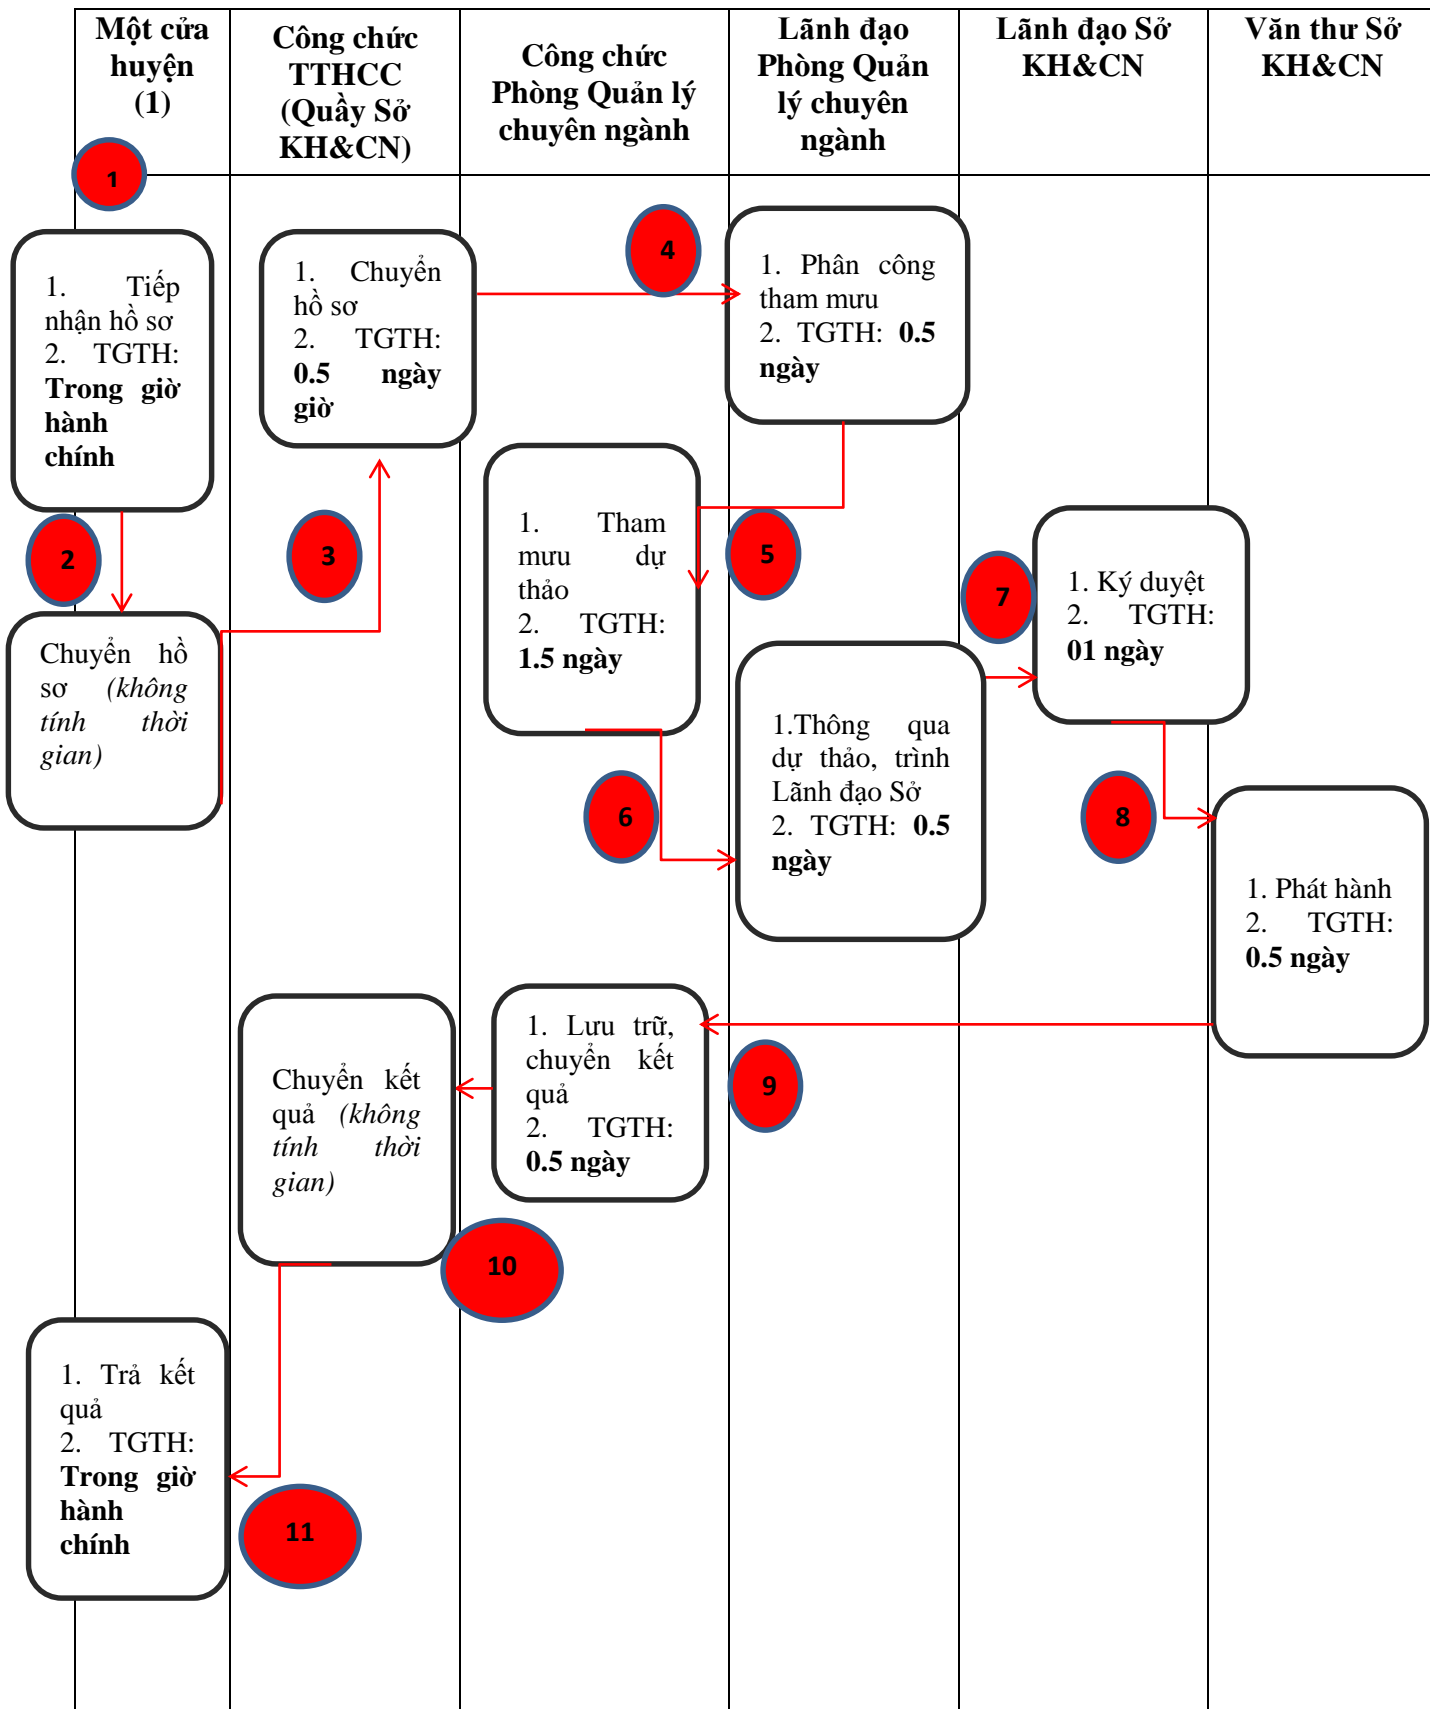 Một cửa
huyện
(1)
Công chức
TTHCC
(Quầy Sở
KH&CN)
Công chức
Phòng Quản lý
chuyên ngành
Lãnh đạo
Phòng Quản
lý chuyên
ngành
Lãnh đạo Sở
KH&CN
Văn thư Sở
KH&CN
1
1. Tiếp
nhận hồ sơ
2. TGTH:
Trong giờ
hành
chính
2
Chuyển hồ
sơ (không
tính thời
gian)
3
1. Chuyển
hồ sơ
2. TGTH:
0.5 ngày
giờ
4
1. Phân công
tham mưu
2. TGTH: 0.5
ngày
5
1. Tham
mưu dự
thảo
2. TGTH:
1.5 ngày
6
1.Thông qua
dự thảo, trình
Lãnh đạo Sở
2. TGTH: 0.5
ngày
7
1. Ký duyệt
2. TGTH:
01 ngày
8
1. Phát hành
2. TGTH:
0.5 ngày
9
1. Lưu trữ,
chuyển kết
quả
2. TGTH:
0.5 ngày
10
Chuyển kết
quả (không
tính thời
gian)
11
1. Trả kết
quả
2. TGTH:
Trong giờ
hành
chính